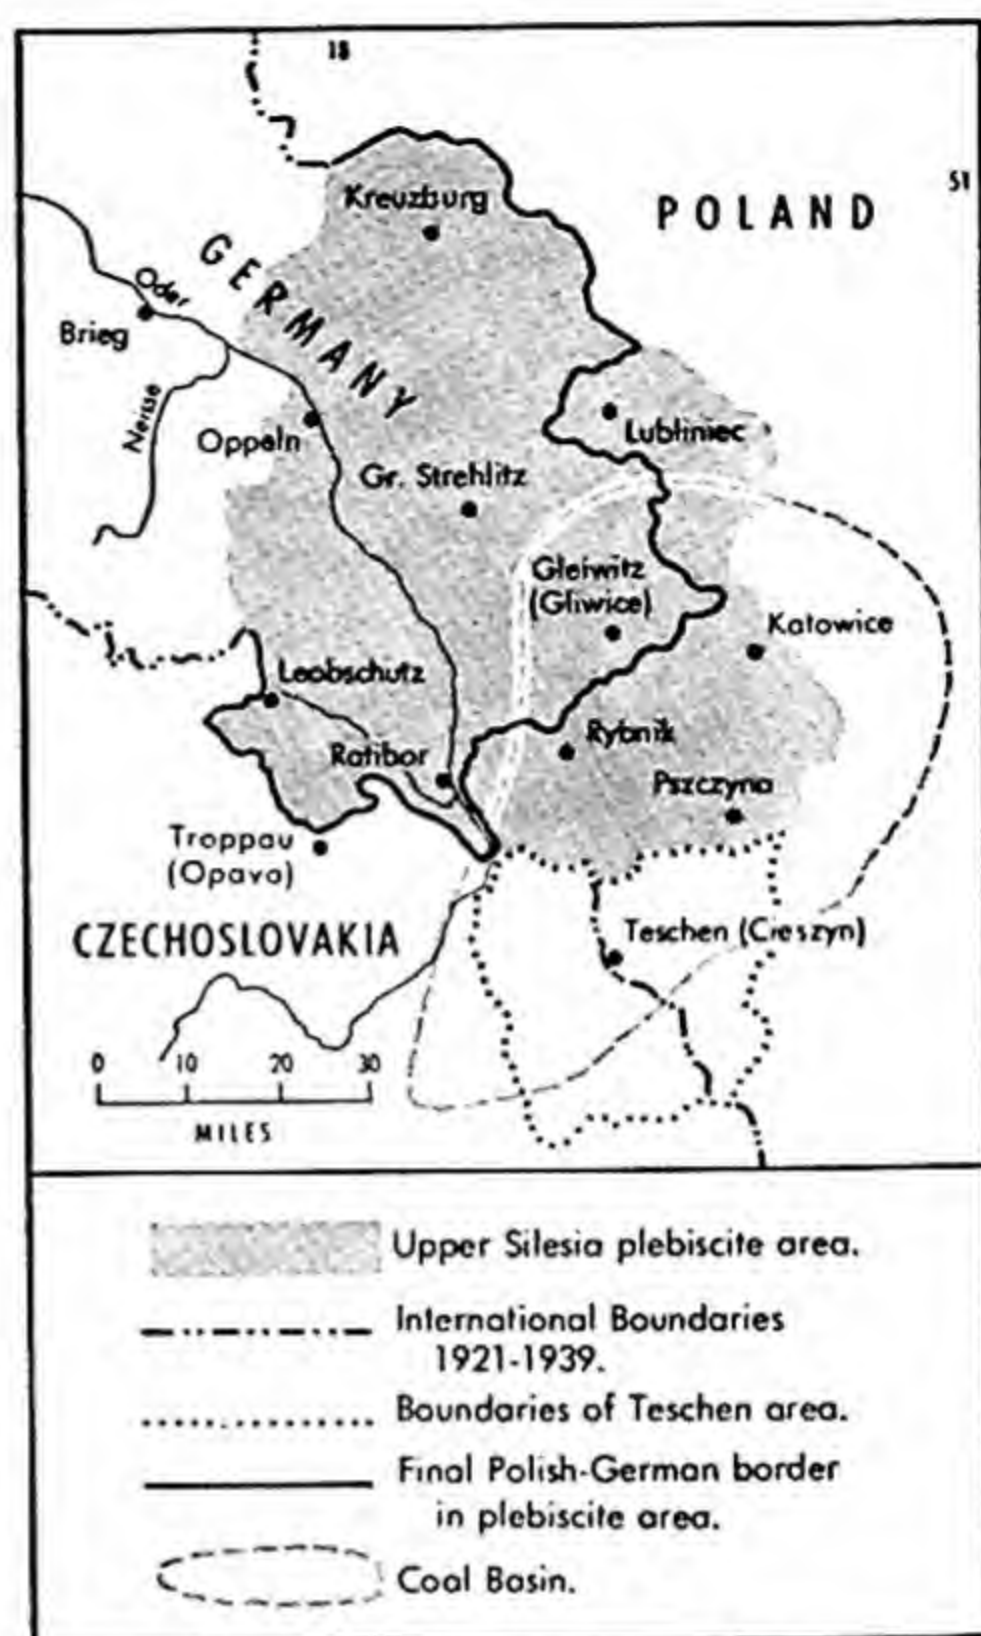 18
51
POLAND
GERMANY
Kreuzburg
Oder
Brieg
Neisse
Oppeln
Lubliniec
Gr. Strehlitz
Gleiwitz
(Gliwice)
Katowice
Leobschutz
Ratibor
Rybnik
Pszczyna
Troppau
(Opava)
CZECHOSLOVAKIA
Teschen (Cieszyn)
0 10 20 30
MILES
Upper Silesia plebiscite area.
International Boundaries
1921-1939.
Boundaries of Teschen area.
Final Polish-German border
in plebiscite area.
Coal Basin.